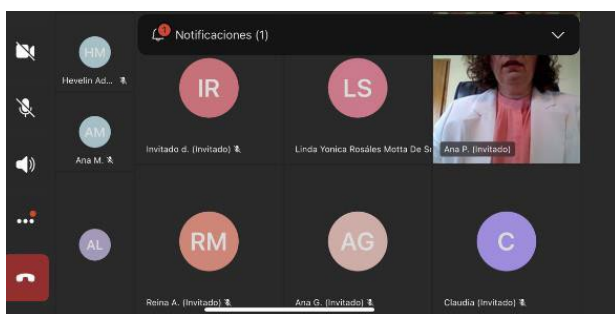 Notificaciones (1)
1
HM
Hevelin Ad...
AM
Ana M.
AL
IR
Invitado d. (Invitado)
LS
Linda Yonica Rosáles Motta De S
Ana P. (Invitado)
RM
Reina A. (Invitado)
AG
Ana G. (Invitado)
C
Claudia (Invitado)